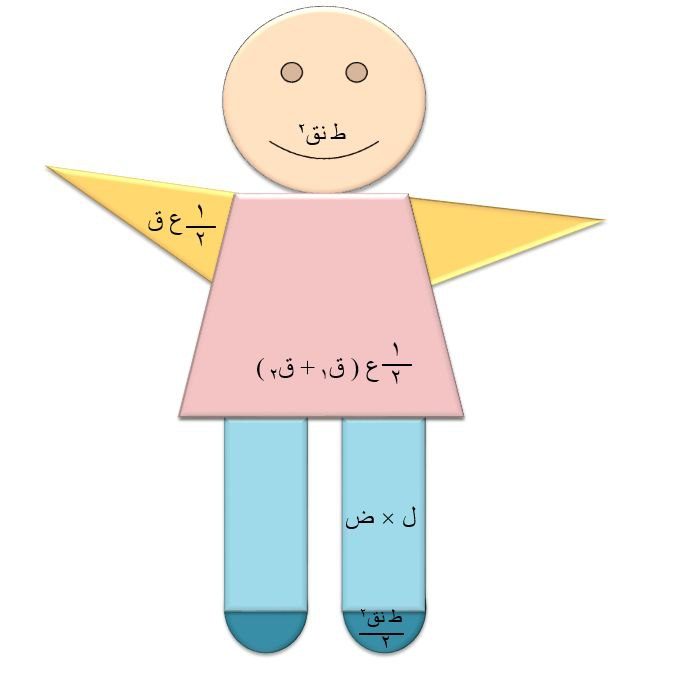 ط نق٢
١/٢ ع ق
١/٢ ع ( ق١ + ق٢ )
ل × ض
ط نق٢/٢